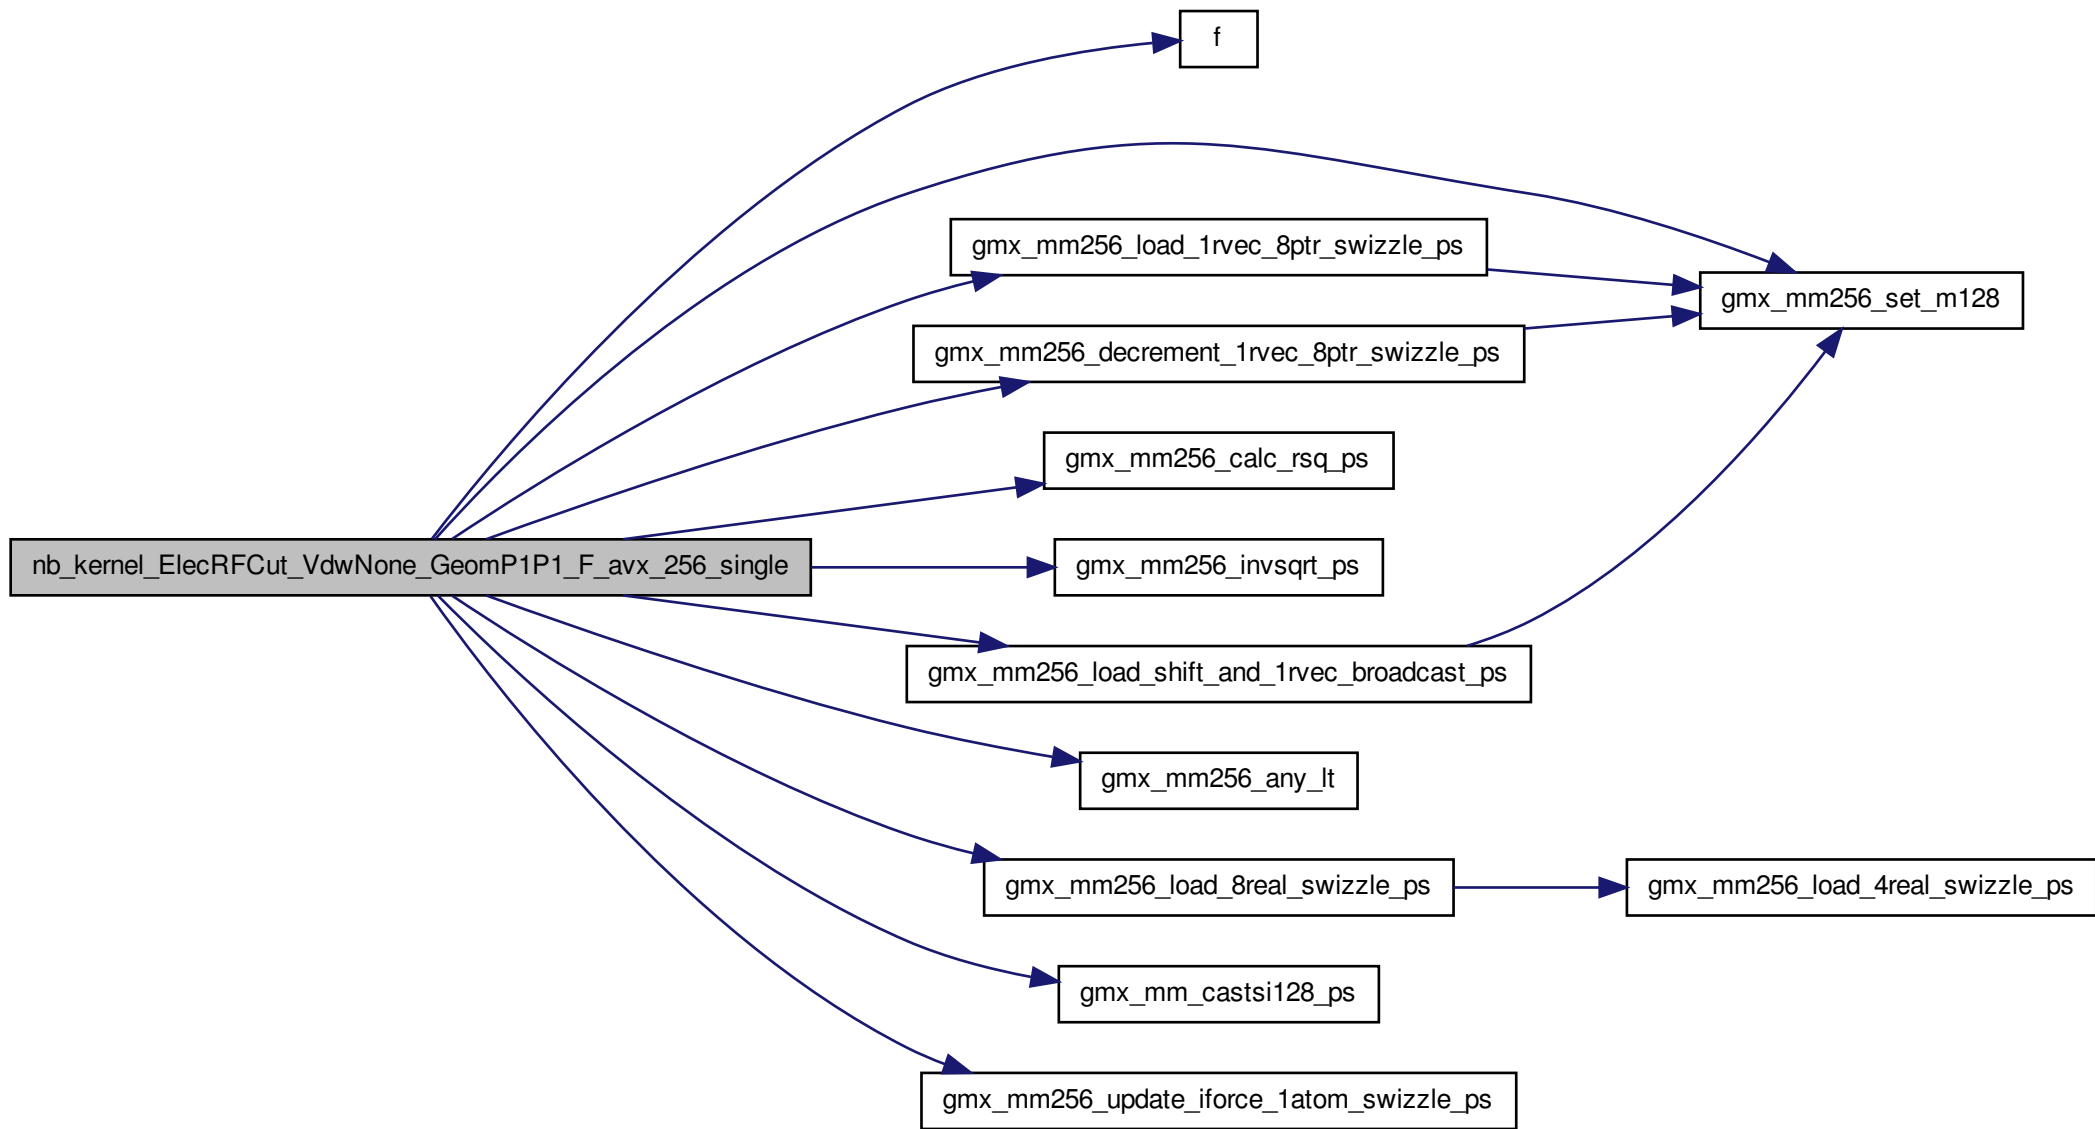 f
gmx_mm256_load_1rvec_8ptr_swizzle_ps
gmx_mm256_set_m128
gmx_mm256_decrement_1rvec_8ptr_swizzle_ps
gmx_mm256_calc_rsq_ps
nb_kernel_ElecRFCut_VdwNone_GeomP1P1_F_avx_256_single
gmx_mm256_invsqrt_ps
gmx_mm256_load_shift_and_1rvec_broadcast_ps
gmx_mm256_any_lt
gmx_mm256_load_8real_swizzle_ps
gmx_mm256_load_4real_swizzle_ps
gmx_mm_castsi128_ps
gmx_mm256_update_iforce_1atom_swizzle_ps